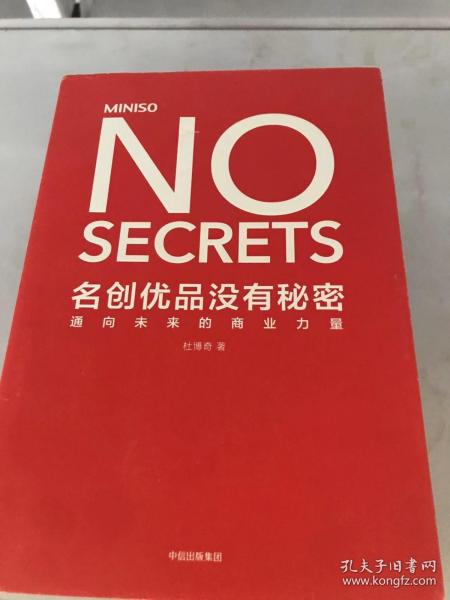 MINISO
NO
SECRETS
名创优品没有秘密
通向未来的商业力量
杜博奇 著
中信出版集团
孔夫子旧书网
www.kongfz.com